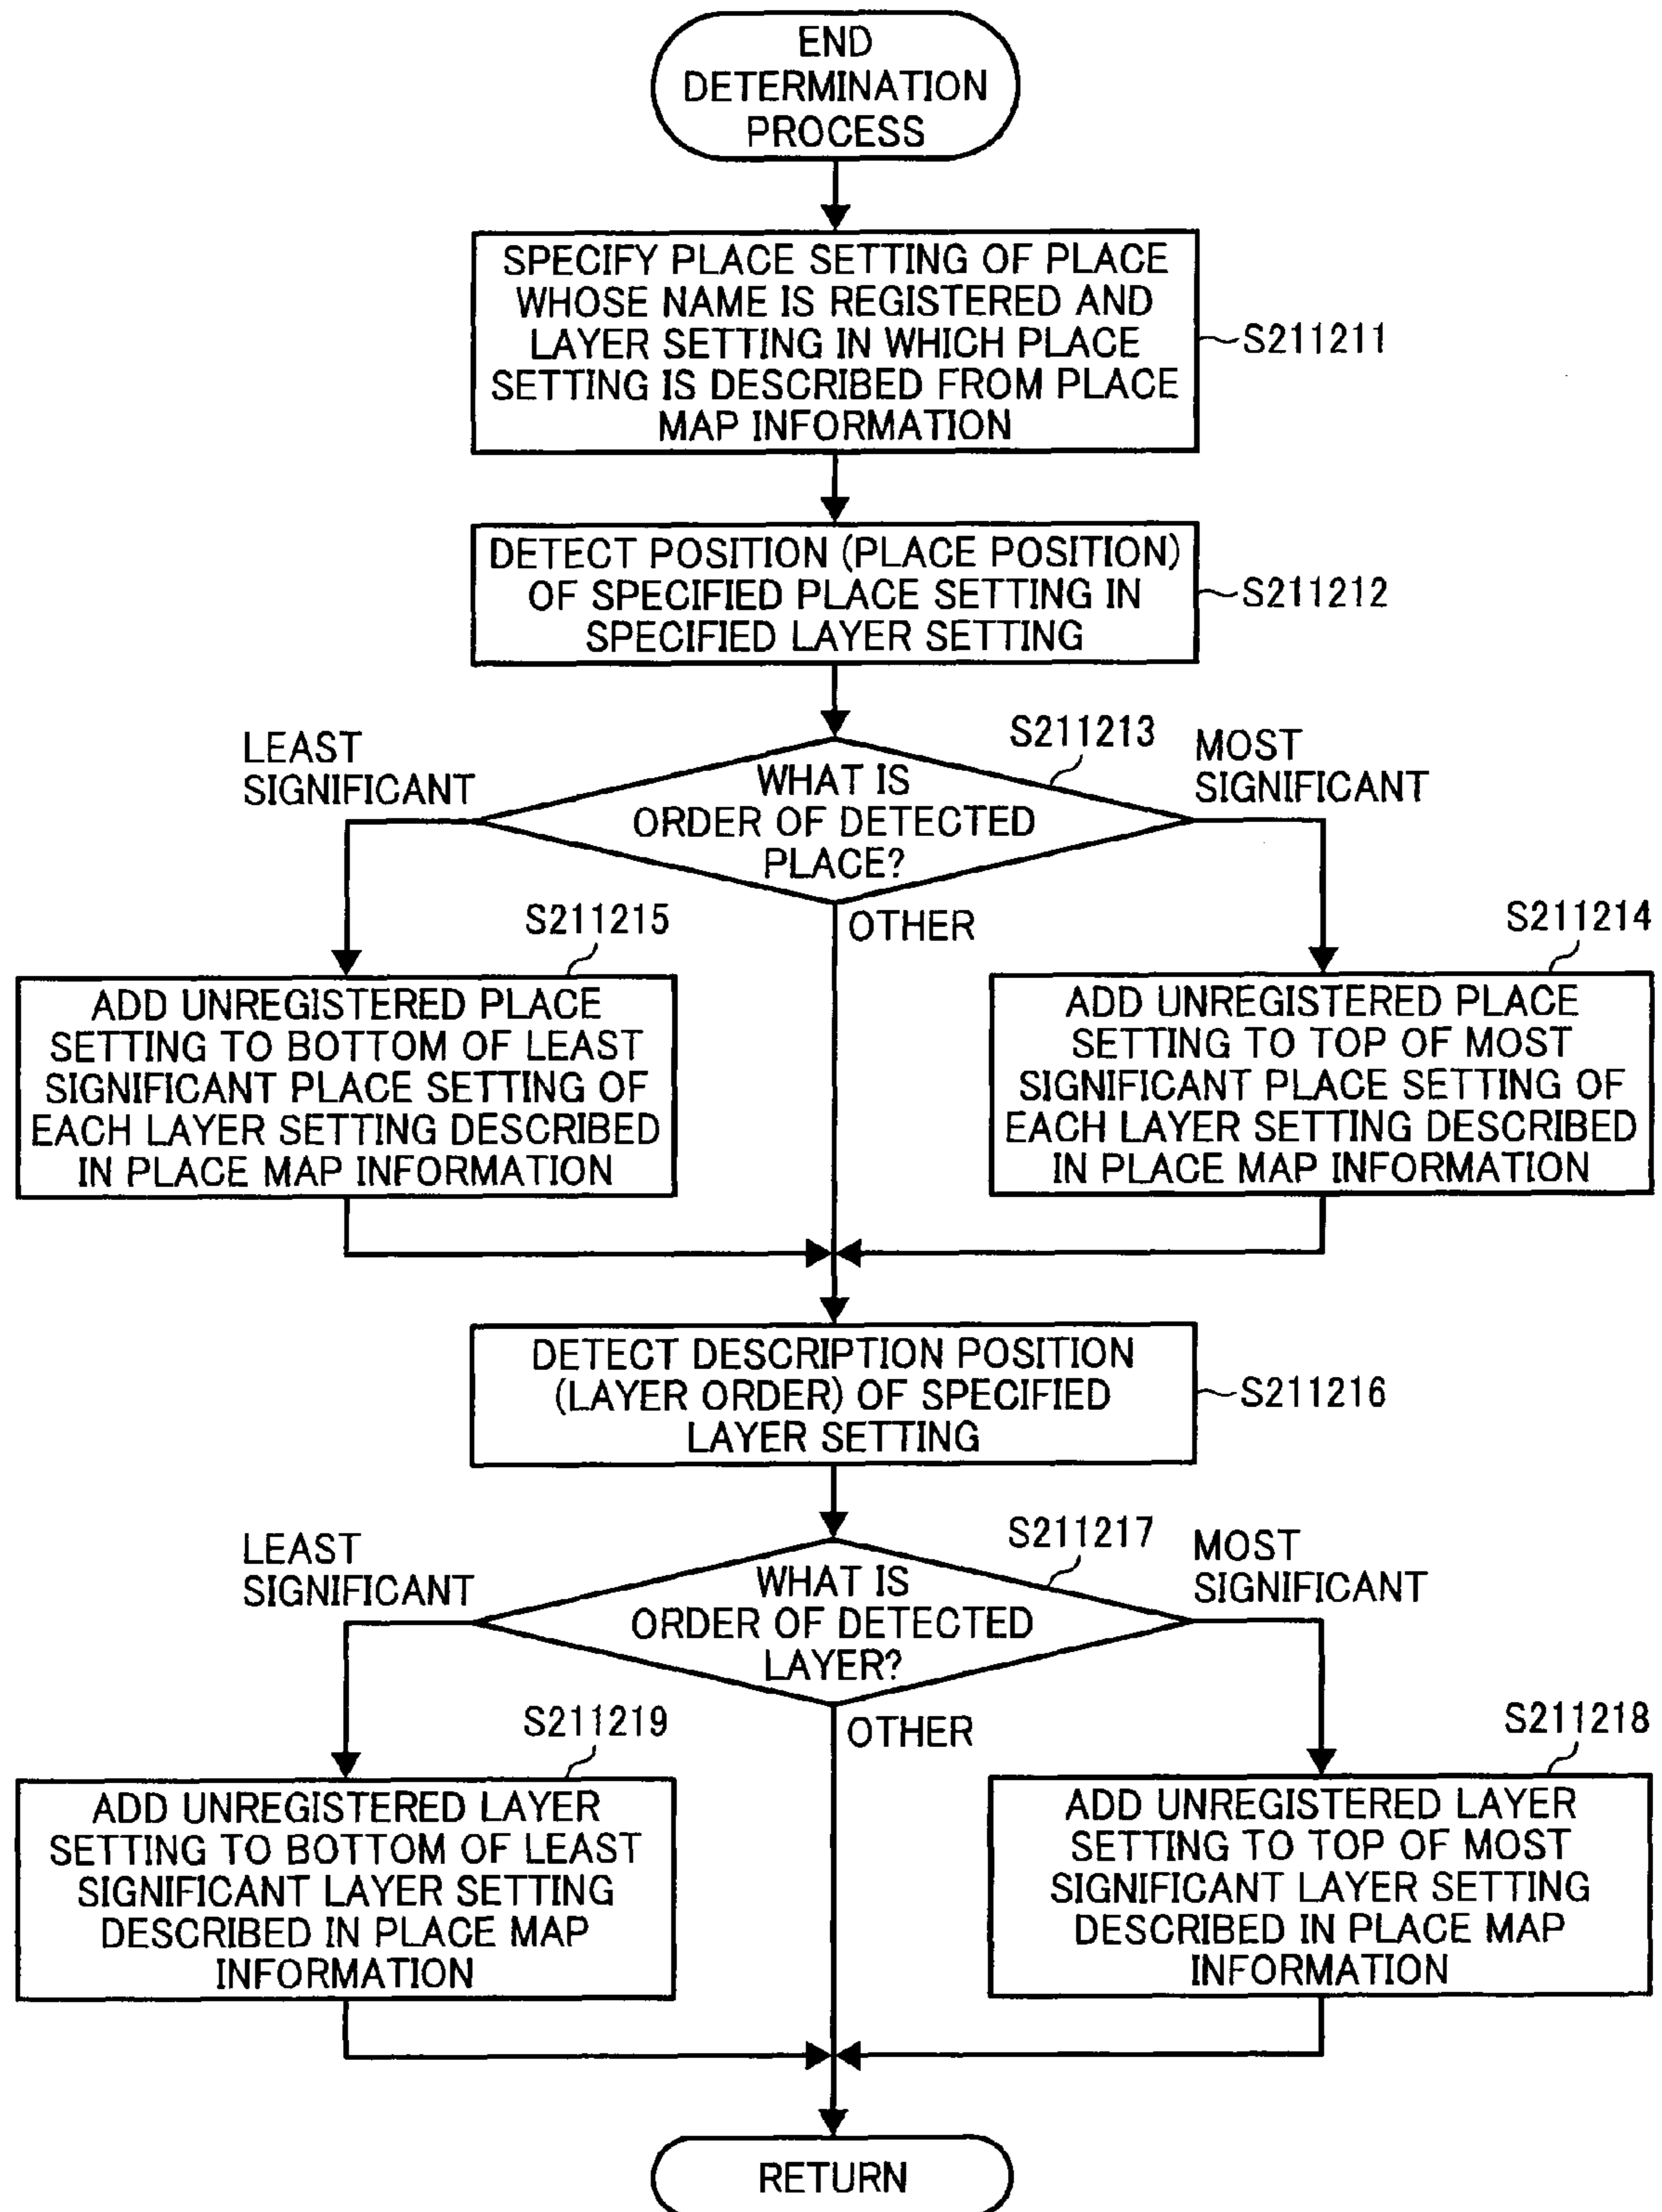 END
DETERMINATION
PROCESS
SPECIFY PLACE SETTING OF PLACE
WHOSE NAME IS REGISTERED AND
LAYER SETTING IN WHICH PLACE
SETTING IS DESCRIBED FROM PLACE
MAP INFORMATION
S211211
DETECT POSITION (PLACE POSITION)
OF SPECIFIED PLACE SETTING IN
SPECIFIED LAYER SETTING
S211212
S211213
LEAST
SIGNIFICANT
WHAT IS
ORDER OF DETECTED
PLACE?
MOST
SIGNIFICANT
OTHER
S211215
ADD UNREGISTERED PLACE
SETTING TO BOTTOM OF LEAST
SIGNIFICANT PLACE SETTING OF
EACH LAYER SETTING DESCRIBED
IN PLACE MAP INFORMATION
S211214
ADD UNREGISTERED PLACE
SETTING TO TOP OF MOST
SIGNIFICANT PLACE SETTING OF
EACH LAYER SETTING DESCRIBED
IN PLACE MAP INFORMATION
DETECT DESCRIPTION POSITION
(LAYER ORDER) OF SPECIFIED
LAYER SETTING
S211216
S211217
LEAST
SIGNIFICANT
WHAT IS
ORDER OF DETECTED
LAYER?
MOST
SIGNIFICANT
OTHER
S211219
ADD UNREGISTERED LAYER
SETTING TO BOTTOM OF LEAST
SIGNIFICANT LAYER SETTING
DESCRIBED IN PLACE MAP
INFORMATION
S211218
ADD UNREGISTERED LAYER
SETTING TO TOP OF MOST
SIGNIFICANT LAYER SETTING
DESCRIBED IN PLACE MAP
INFORMATION
RETURN